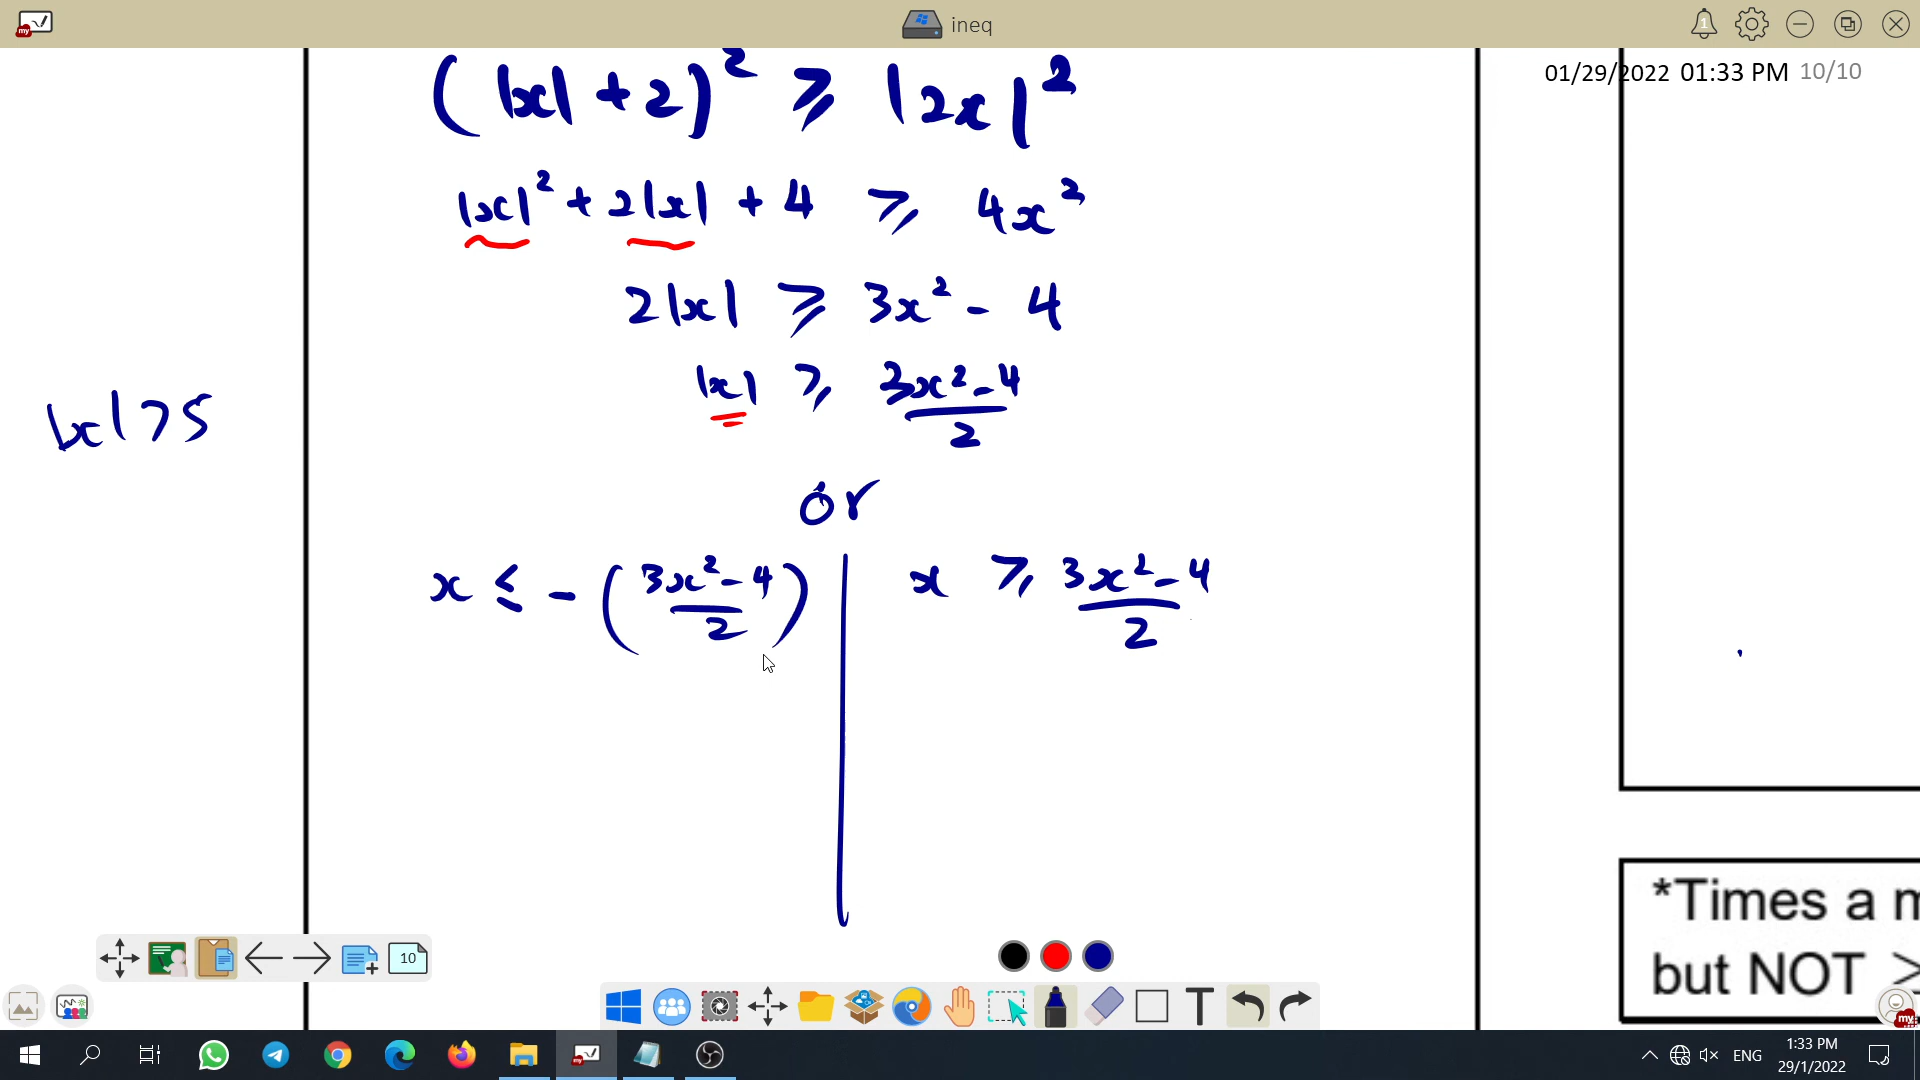 ineq
01/29/2022 01:33 PM 10/10
(|x| + 2)² ⩾ |2x|²
|x|² + 2|x| + 4 ⩾ 4x²
2|x| ⩾ 3x² - 4
|x| ⩾ (3x² - 4)/2
|x| > 5
or
x ≤ - ((3x² - 4)/2)
x ⩾ (3x² - 4)/2
*Times a
but NOT
10
T
ENG
1:33 PM
29/1/2022